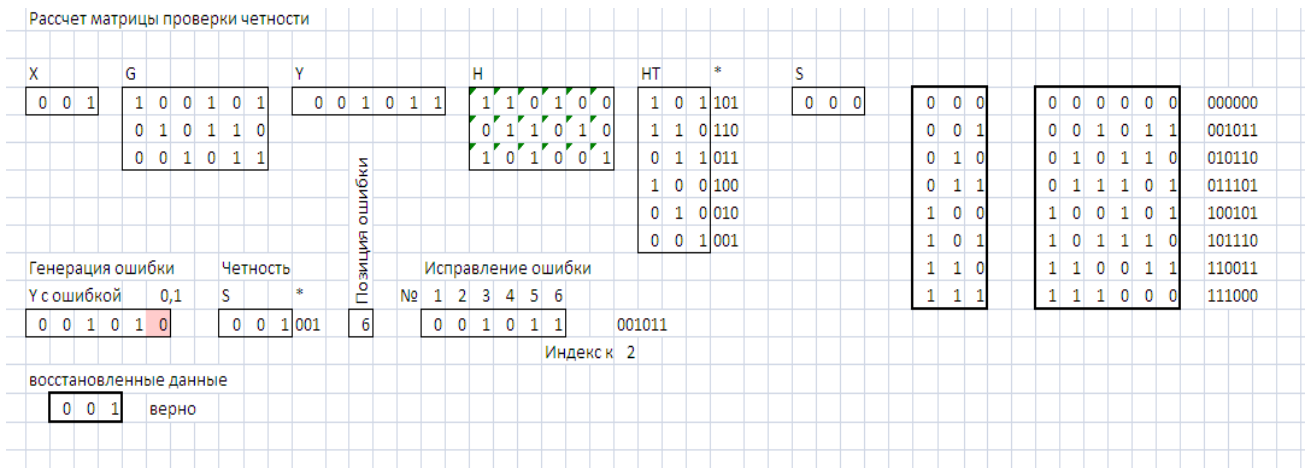 Рассчет матрицы проверки четности
X G Y H HT * S
0 0 1 1 0 0 1 0 1 0 0 1 0 1 1 1 1 0 1 0 0 1 0 1 101 0 0 0 0 0 0 0 0 0 0 0 0 000000
0 1 0 1 1 0 0 1 1 0 1 0 1 1 0 110 0 0 1 0 0 1 0 1 1 001011
0 0 1 0 1 1 1 0 1 0 0 1 0 1 1 011 0 1 0 0 1 0 1 1 0 010110
1 0 0 100 0 1 1 0 1 1 1 0 1 011101
0 1 0 010 1 0 0 1 0 0 1 0 1 100101
0 0 1 001 1 0 1 1 0 1 1 1 0 101110
Позиция ошибки
Генерация ошибки Четность Исправление ошибки 1 1 0 1 1 0 0 1 1 110011
Y с ошибкой 0,1 S * № 1 2 3 4 5 6 1 1 1 1 1 1 0 0 0 111000
0 0 1 0 1 0 0 0 1 001 6 0 0 1 0 1 1 001011
Индекс к 2
восстановленные данные
0 0 1 верно